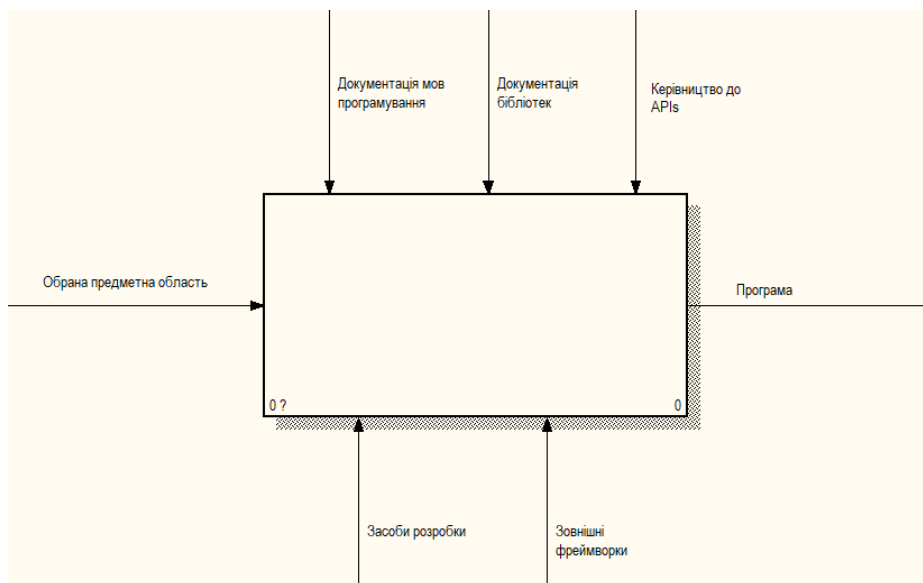 Документація мов
програмування
Документація
бібліотек
Керівництво до
APIs
Обрана предметна область
Програма
0 ?
0
Засоби розробки
Зовнішні
фреймворки